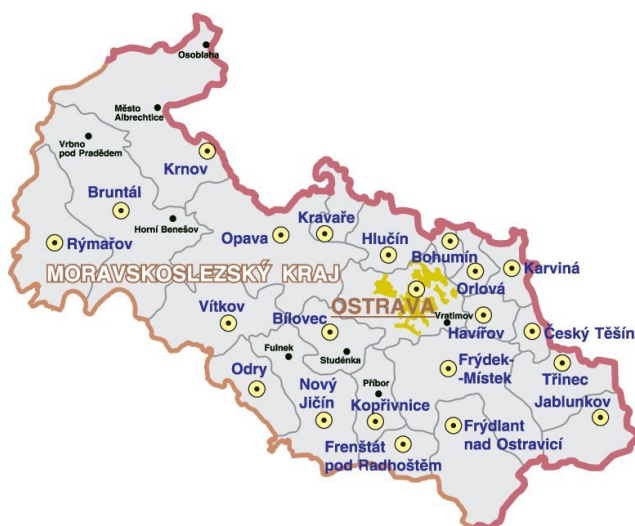 Osoblaha
Město
Albrechtice
Vrbno
pod Pradědem
Krnov
Bruntál
Horní Benešov
Rýmařov
Opava
Kravaře
Hlučín
Bohumín
Karviná
Orlová
MORAVSKOSLEZSKÝ KRAJ
OSTRAVA
Vratimov
Vítkov
Bílovec
Havířov
Český Těšín
Fulnek
Studénka
Frýdek-
-Místek
Třinec
Odry
Nový
Jičín
Příbor
Kopřivnice
Jablunkov
Frýdlant
nad Ostravicí
Frenštát
pod Radhoštěm